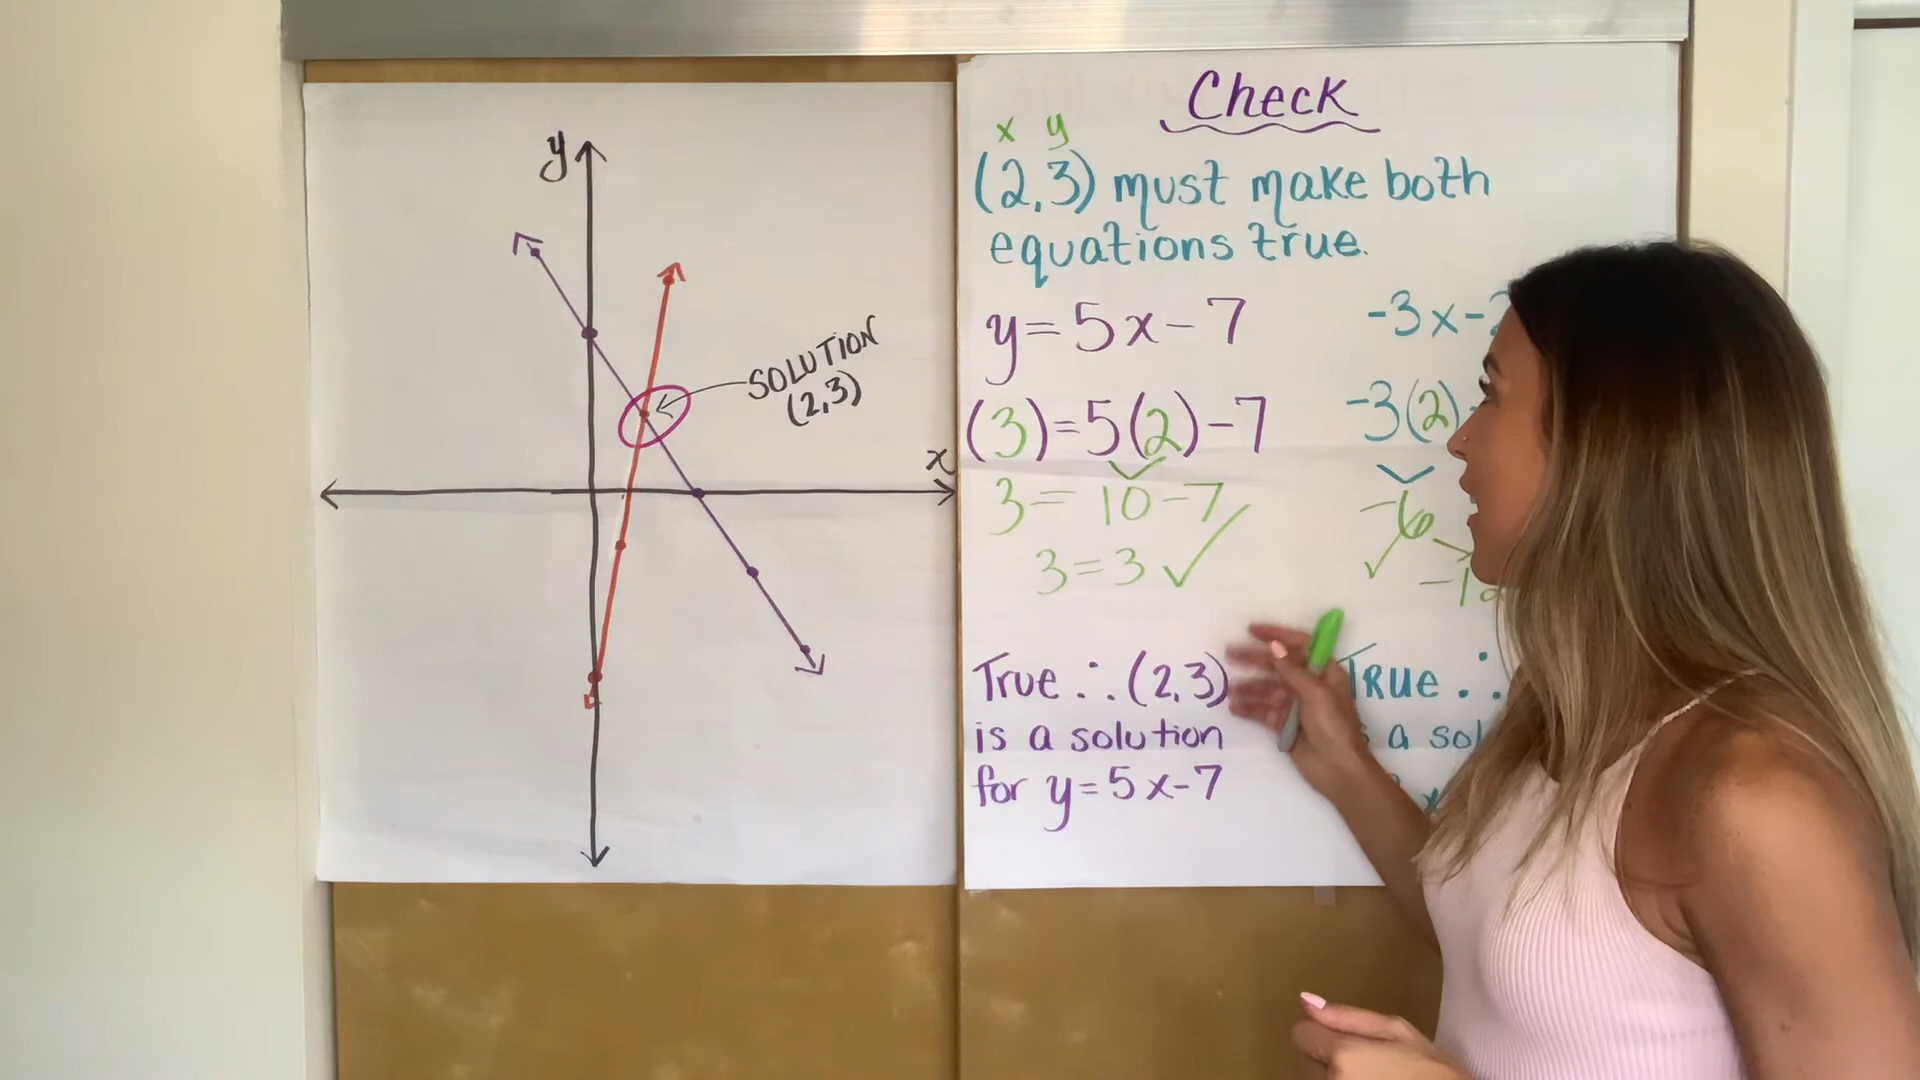 y
SOLUTION
(2,3)
x
Check
x y
(2,3) must make both
equations true.
y=5x-7
(3)=5(2)-7
3=10-7
3=3✓
True ∴ (2,3)
is a solution
for y=5x-7
-3x-
-3(2)
-6
✓
TRUE ∴
a